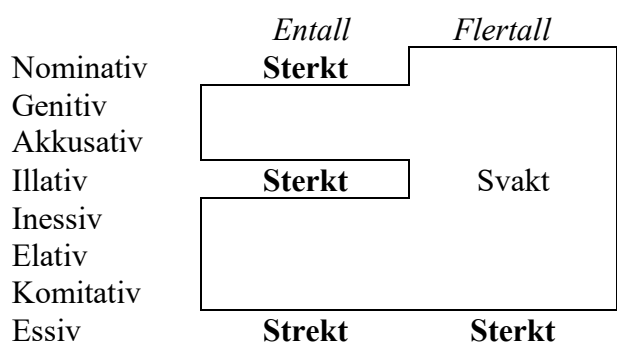 Entall Flertall
Nominativ Sterkt
Genitiv
Akkusativ
Illativ Sterkt Svakt
Inessiv
Elativ
Komitativ
Essiv Strekt Sterkt